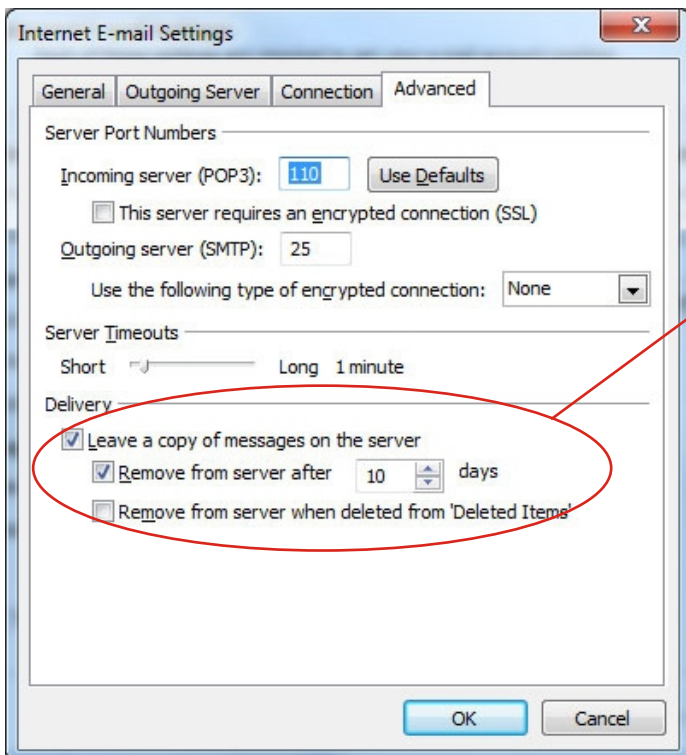 Internet E-mail Settings
General Outgoing Server Connection Advanced
Server Port Numbers
Incoming server (POP3): 110 Use Defaults
This server requires an encrypted connection (SSL)
Outgoing server (SMTP): 25
Use the following type of encrypted connection: None
Server Timeouts
Short Long 1 minute
Delivery
Leave a copy of messages on the server
Remove from server after 10 days
Remove from server when deleted from 'Deleted Items'
OK Cancel